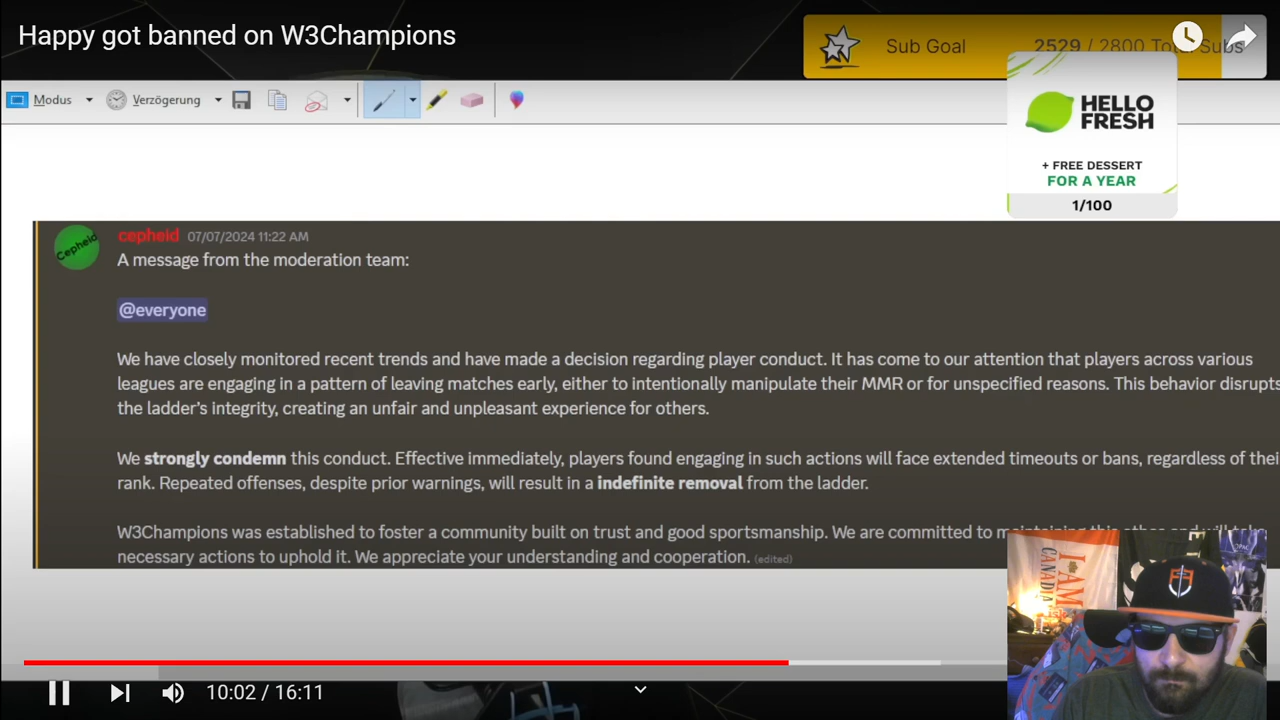 Happy got banned on W3Champions
Sub Goal
2529 / 2800 Total Subs
HELLO
FRESH
+ FREE DESSERT
FOR A YEAR
1/100
Modus
Verzögerung
Cepheid
cepheid 07/07/2024 11:22 AM
A message from the moderation team:
@everyone
We have closely monitored recent trends and have made a decision regarding player conduct. It has come to our attention that players across various
leagues are engaging in a pattern of leaving matches early, either to intentionally manipulate their MMR or for unspecified reasons. This behavior disrupts
the ladder's integrity, creating an unfair and unpleasant experience for others.
We strongly condemn this conduct. Effective immediately, players found engaging in such actions will face extended timeouts or bans, regardless of their
rank. Repeated offenses, despite prior warnings, will result in a indefinite removal from the ladder.
W3Champions was established to foster a community built on trust and good sportsmanship. We are committed to maintaining this ethos and will take
necessary actions to uphold it. We appreciate your understanding and cooperation. (edited)
I AM
CANADIAN
10:02 / 16:11